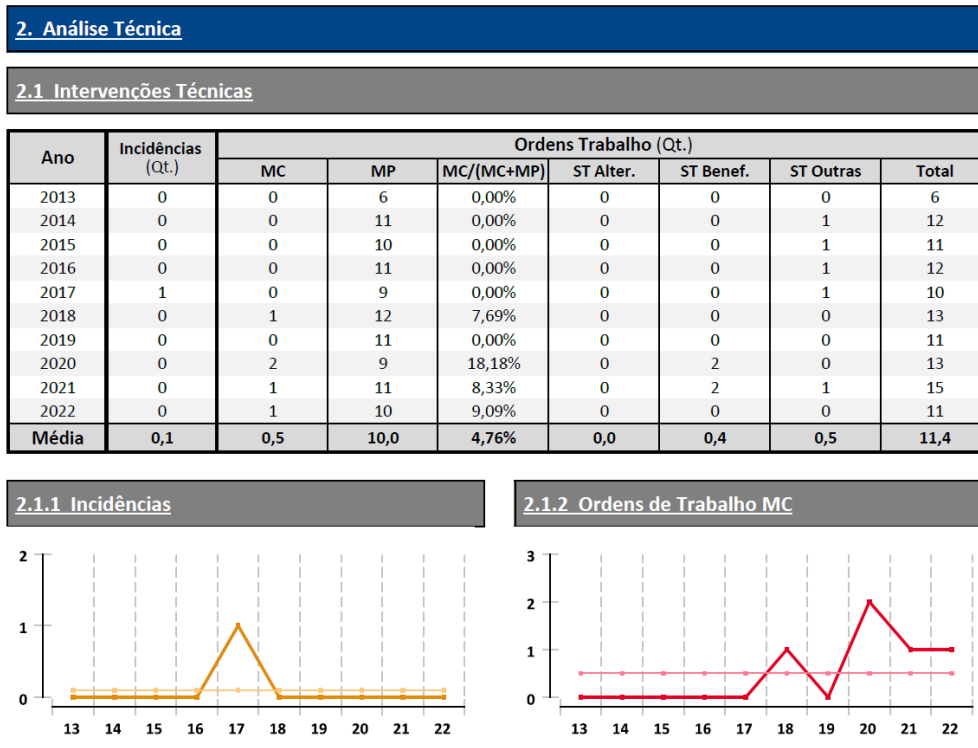 2. Análise Técnica
2.1 Intervenções Técnicas
Ano Incidências (Qt.) Ordens Trabalho (Qt.)
MC MP MC/(MC+MP) ST Alter. ST Benef. ST Outras Total
2013 0 0 6 0,00% 0 0 0 6
2014 0 0 11 0,00% 0 0 1 12
2015 0 0 10 0,00% 0 0 1 11
2016 0 0 11 0,00% 0 0 1 12
2017 1 0 9 0,00% 0 0 1 10
2018 0 1 12 7,69% 0 0 0 13
2019 0 0 11 0,00% 0 0 0 11
2020 0 2 9 18,18% 0 2 0 13
2021 0 1 11 8,33% 0 2 1 15
2022 0 1 10 9,09% 0 0 0 11
Média 0,1 0,5 10,0 4,76% 0,0 0,4 0,5 11,4
2.1.1 Incidências
2
1
0
13 14 15 16 17 18 19 20 21 22
2.1.2 Ordens de Trabalho MC
3
2
1
0
13 14 15 16 17 18 19 20 21 22